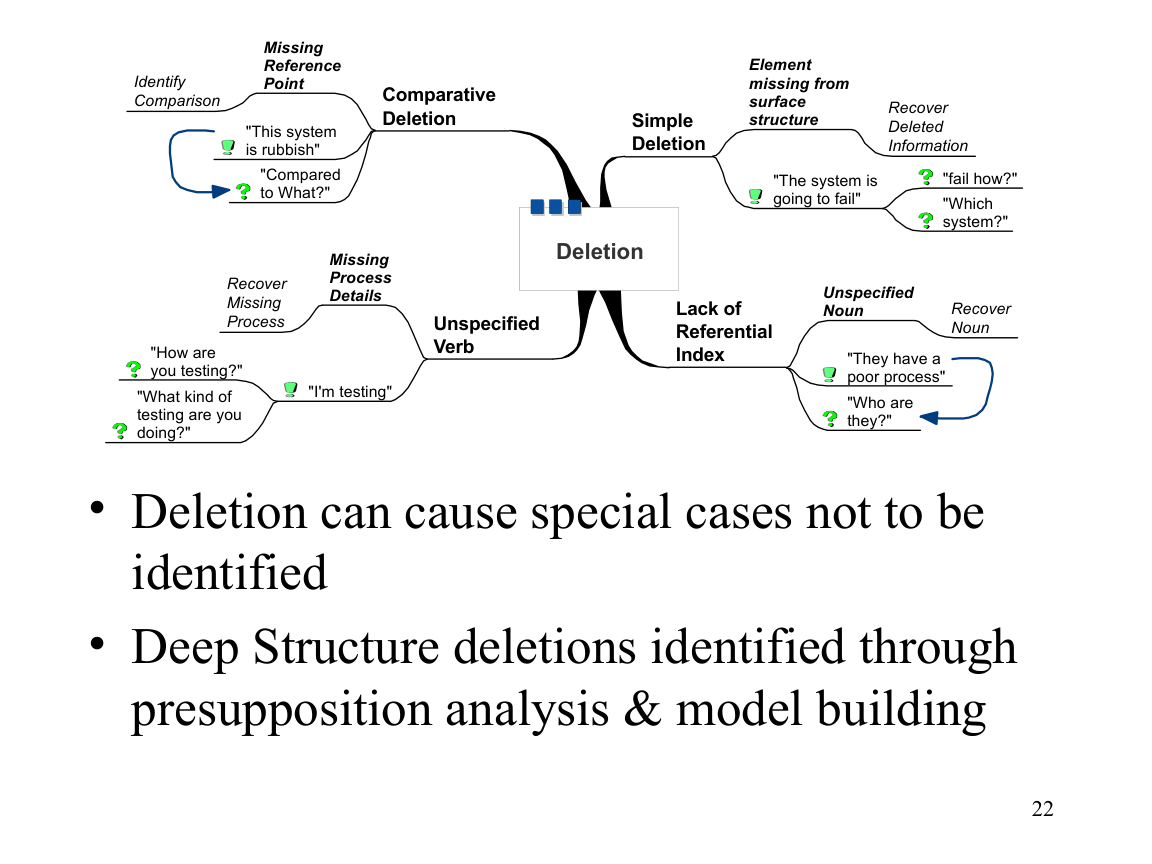 Missing
Reference
Point
Identify
Comparison
Comparative
Deletion
"This system
is rubbish"
"Compared
to What?"
Element
missing from
surface
structure
Simple
Deletion
Recover
Deleted
Information
"The system is
going to fail"
"fail how?"
"Which
system?"
Deletion
Missing
Process
Details
Recover
Missing
Process
Unspecified
Verb
"How are
you testing?"
"I'm testing"
"What kind of
testing are you
doing?"
Lack of
Referential
Index
Unspecified
Noun
Recover
Noun
"They have a
poor process"
"Who are
they?"
• Deletion can cause special cases not to be
identified
• Deep Structure deletions identified through
presupposition analysis & model building
22